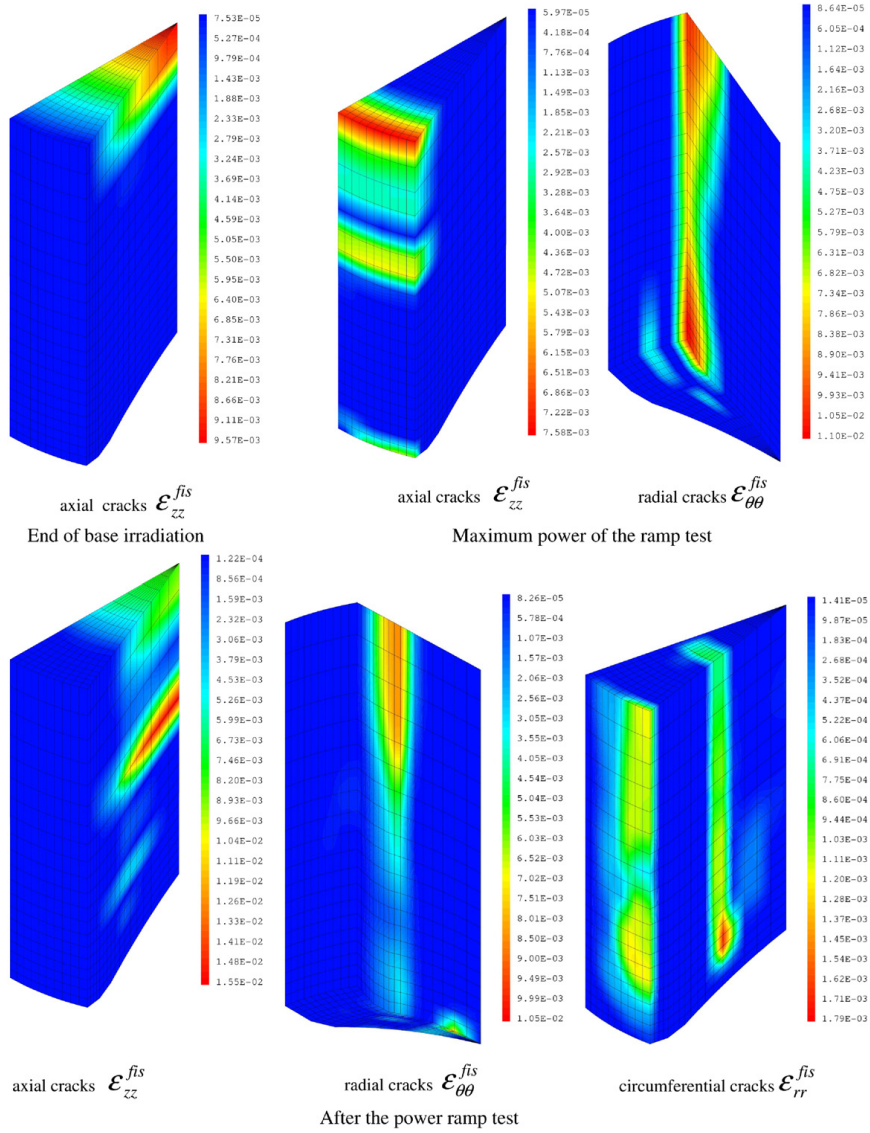 7.53E-05
5.27E-04
9.79E-04
1.43E-03
1.88E-03
2.33E-03
2.79E-03
3.24E-03
3.69E-03
4.14E-03
4.59E-03
5.05E-03
5.50E-03
5.95E-03
6.40E-03
6.85E-03
7.31E-03
7.76E-03
8.21E-03
8.66E-03
9.11E-03
9.57E-03
5.97E-05
4.18E-04
7.76E-04
1.13E-03
1.49E-03
1.85E-03
2.21E-03
2.57E-03
2.92E-03
3.28E-03
3.64E-03
4.00E-03
4.36E-03
4.72E-03
5.07E-03
5.43E-03
5.79E-03
6.15E-03
6.51E-03
6.86E-03
7.22E-03
7.58E-03
8.64E-05
6.05E-04
1.12E-03
1.64E-03
2.16E-03
2.68E-03
3.20E-03
3.71E-03
4.23E-03
4.75E-03
5.27E-03
5.79E-03
6.30E-03
6.82E-03
7.34E-03
7.86E-03
8.38E-03
8.90E-03
9.41E-03
9.93E-03
1.05E-02
1.10E-02
axial cracks ε_zz^fis
axial cracks ε_zz^fis
radial cracks ε_θθ^fis
End of base irradiation
Maximum power of the ramp test
1.22E-04
8.56E-04
1.59E-03
2.32E-03
3.06E-03
3.79E-03
4.53E-03
5.26E-03
5.99E-03
6.73E-03
7.46E-03
8.20E-03
8.93E-03
9.66E-03
1.04E-02
1.11E-02
1.19E-02
1.26E-02
1.33E-02
1.41E-02
1.48E-02
1.55E-02
8.26E-05
5.78E-04
1.07E-03
1.57E-03
2.06E-03
2.56E-03
3.05E-03
3.55E-03
4.05E-03
4.54E-03
5.04E-03
5.53E-03
6.03E-03
6.52E-03
7.02E-03
7.51E-03
8.01E-03
8.50E-03
9.00E-03
9.49E-03
9.99E-03
1.05E-02
1.41E-05
9.87E-05
1.83E-04
2.68E-04
3.52E-04
4.37E-04
5.22E-04
6.06E-04
6.91E-04
7.75E-04
8.60E-04
9.44E-04
1.03E-03
1.11E-03
1.20E-03
1.28E-03
1.37E-03
1.45E-03
1.54E-03
1.62E-03
1.71E-03
1.79E-03
axial cracks ε_zz^fis
radial cracks ε_θθ^fis
circumferential cracks ε_rr^fis
After the power ramp test